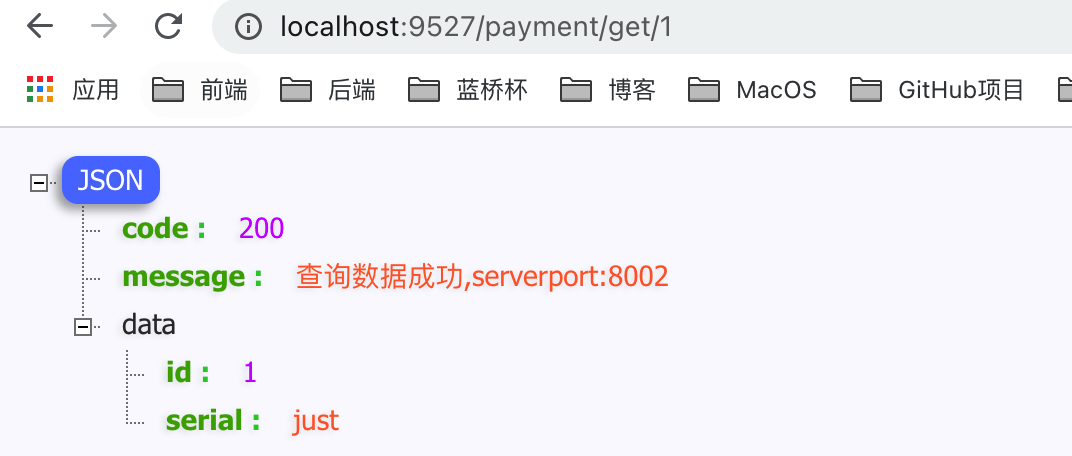 localhost:9527/payment/get/1
应用 前端 后端 蓝桥杯 博客 MacOS GitHub项目
JSON
code : 200
message : 查询数据成功,serverport:8002
data
id : 1
serial : just